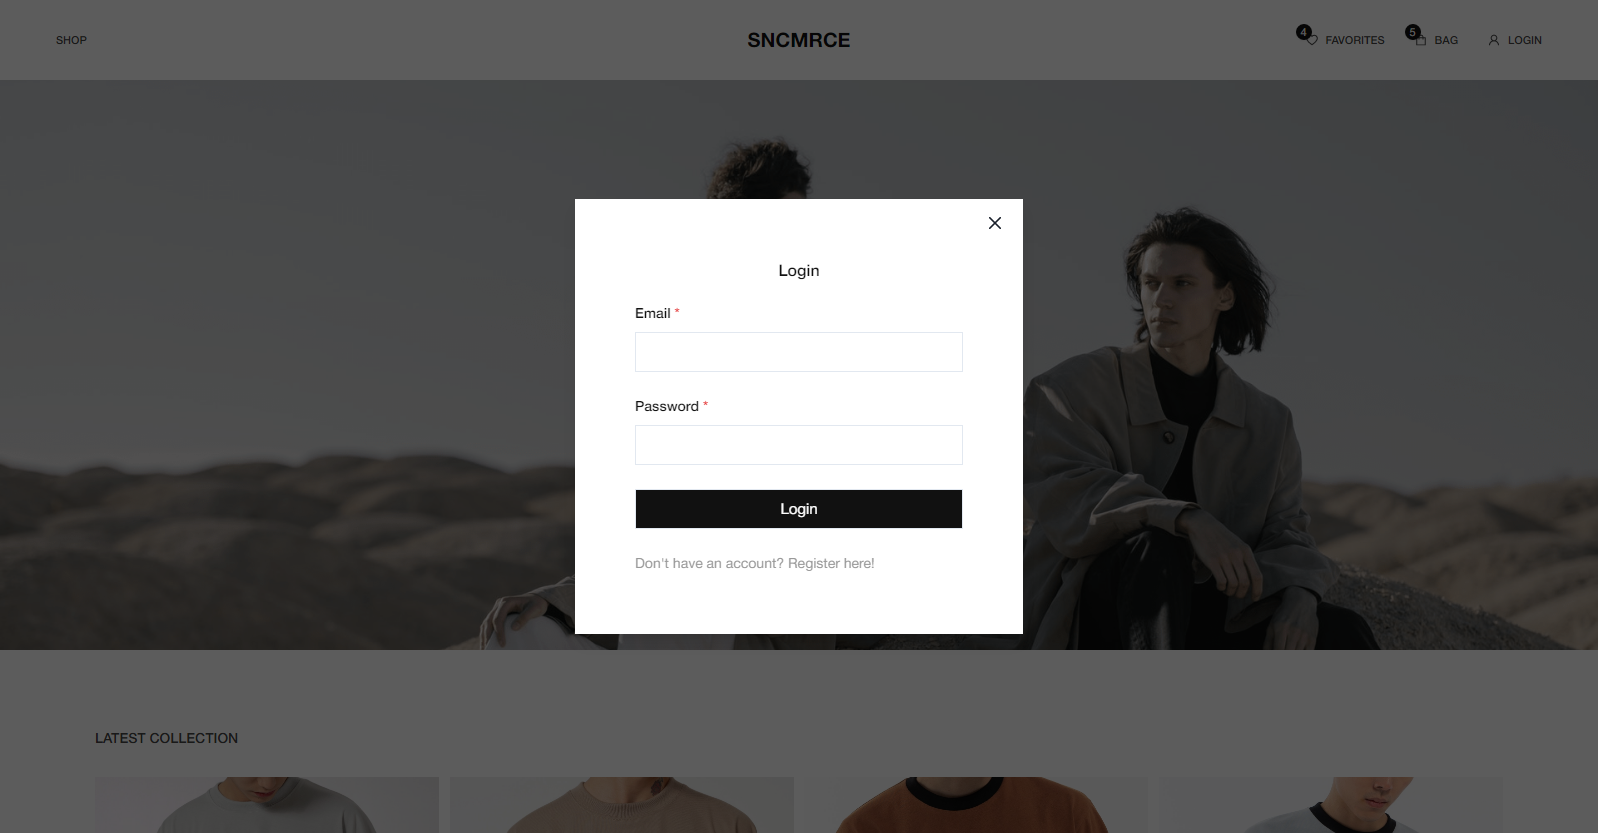 SHOP
SNCMRCE
4 FAVORITES
5 BAG
LOGIN
Login
Email *
Password *
Login
Don't have an account? Register here!
LATEST COLLECTION